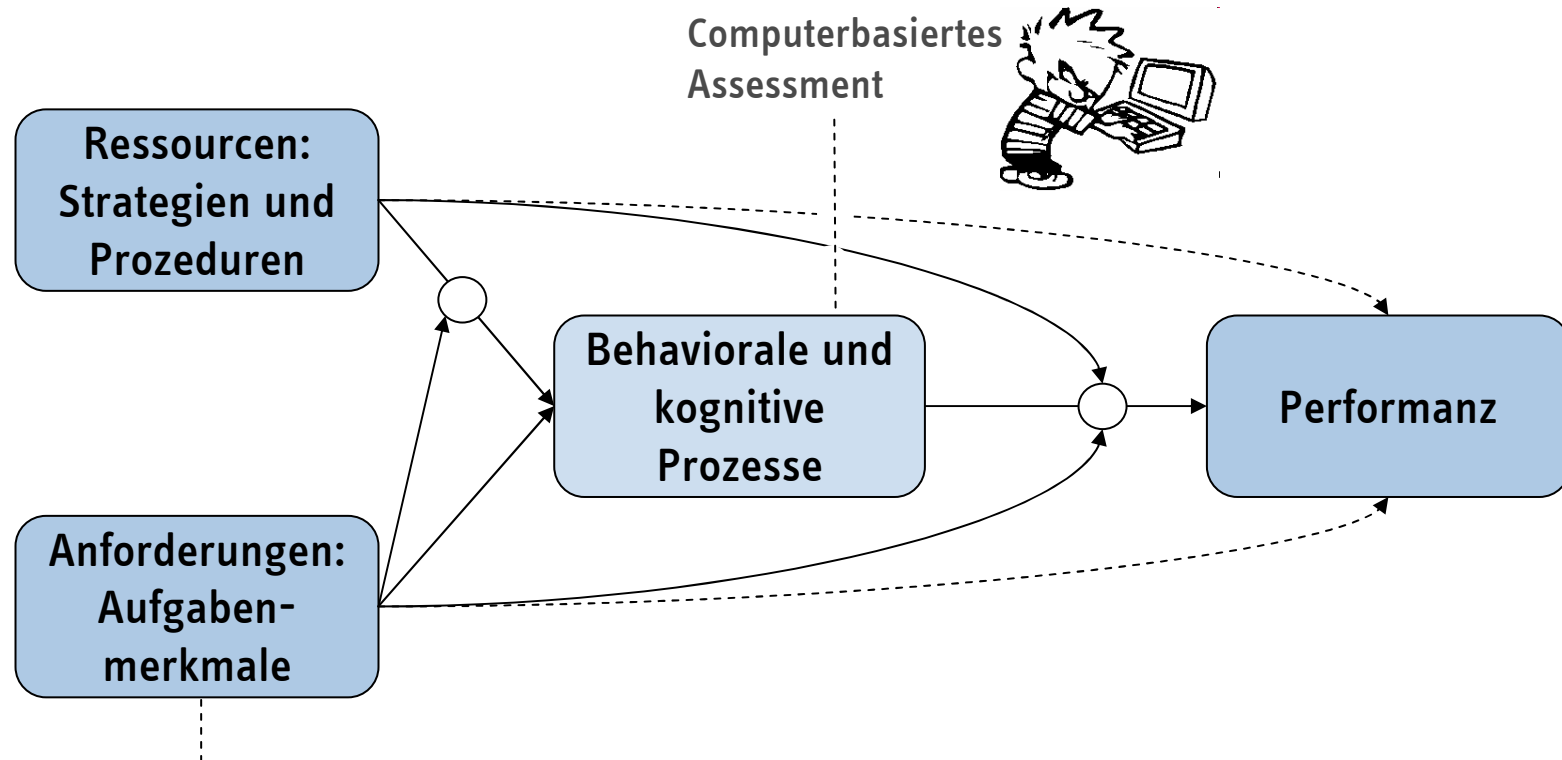 Computerbasiertes
Assessment
Ressourcen:
Strategien und
Prozeduren
Behaviorale und
kognitive
Prozesse
Performanz
Anforderungen:
Aufgaben-
merkmale